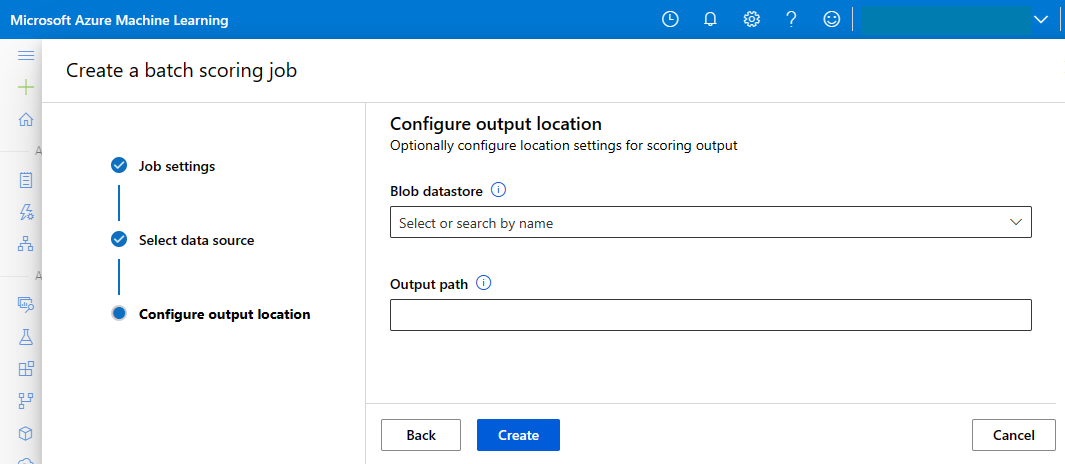 Microsoft Azure Machine Learning
Create a batch scoring job
Job settings
Select data source
Configure output location
Configure output location
Optionally configure location settings for scoring output
Blob datastore
Select or search by name
Output path
Back
Create
Cancel